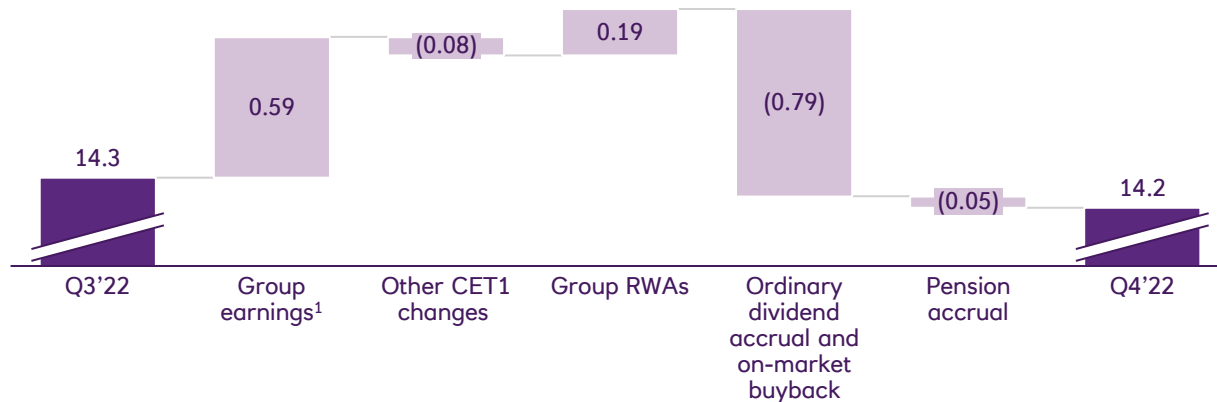 (0.08)
0.19
0.59
(0.79)
14.3
14.2
(0.05)
Q3’22
Group
earnings¹
Other CET1
changes
Group RWAs
Ordinary
dividend
accrual and
on-market
buyback
Pension
accrual
Q4’22